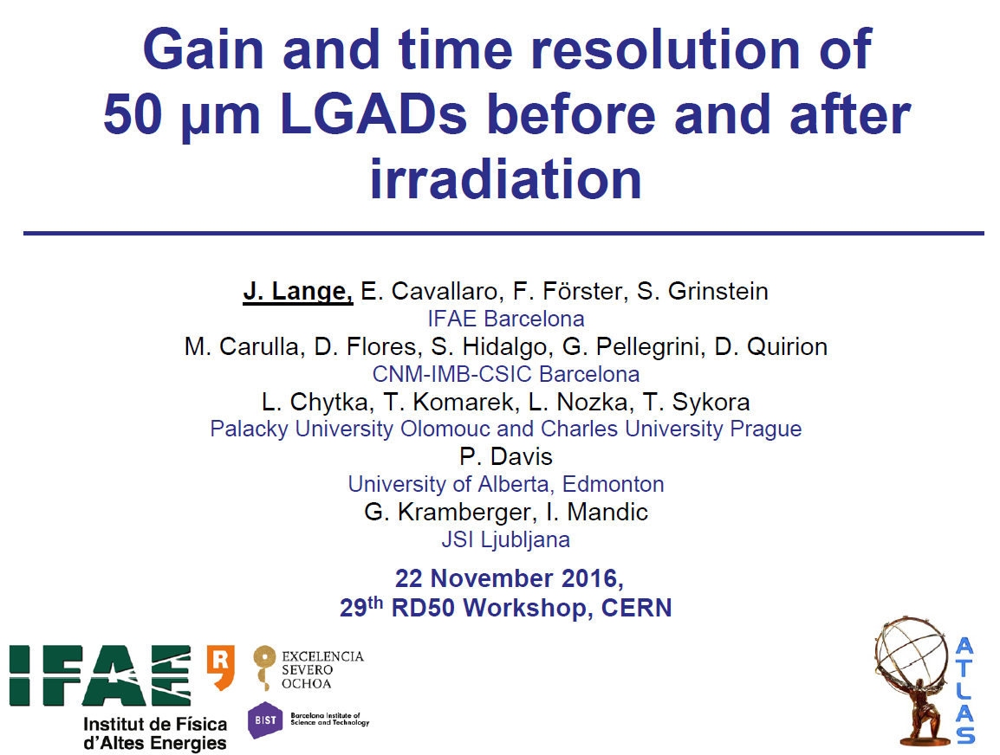 Gain and time resolution of
50 µm LGADs before and after
irradiation
J. Lange, E. Cavallaro, F. Förster, S. Grinstein
IFAE Barcelona
M. Carulla, D. Flores, S. Hidalgo, G. Pellegrini, D. Quirion
CNM-IMB-CSIC Barcelona
L. Chytka, T. Komarek, L. Nozka, T. Sykora
Palacky University Olomouc and Charles University Prague
P. Davis
University of Alberta, Edmonton
G. Kramberger, I. Mandic
JSI Ljubljana
22 November 2016,
29th RD50 Workshop, CERN
IFAE
Institut de Física
d'Altes Energies
R
EXCELENCIA
SEVERO
OCHOA
BIST
Barcelona Institute of
Science and Technology
ATLAS